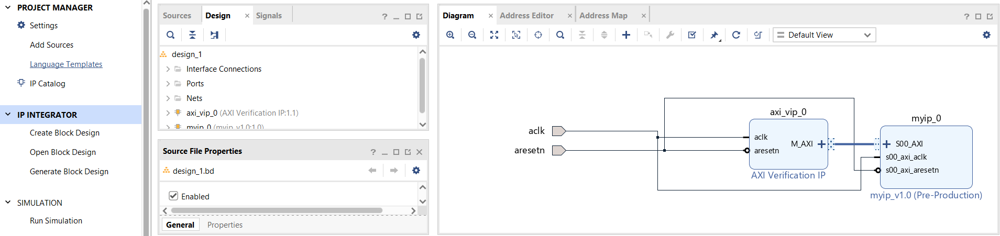 PROJECT MANAGER
Settings
Add Sources
Language Templates
IP Catalog
IP INTEGRATOR
Create Block Design
Open Block Design
Generate Block Design
SIMULATION
Run Simulation
Sources Design × Signals ?
design_1
Interface Connections
Ports
Nets
axi_vip_0 (AXI Verification IP:1.1)
myip_0 (myip_v1.0:1.0)
Source File Properties ?
design_1.bd
Enabled
General Properties
Diagram × Address Editor × Address Map × ?
Default View
axi_vip_0
aclk
M_AXI
aresetn
AXI Verification IP
aclk
aresetn
myip_0
S00_AXI
s00_axi_aclk
s00_axi_aresetn
myip_v1.0 (Pre-Production)